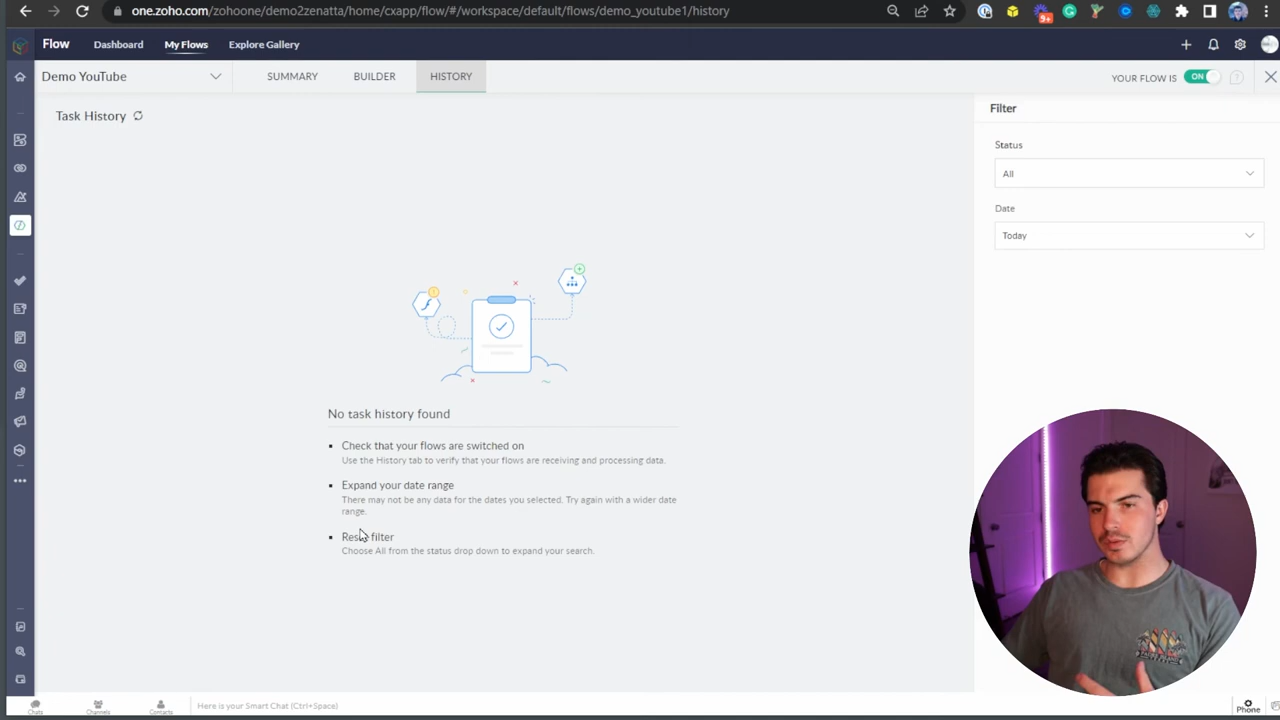 one.zoho.com/zohoone/demo2zenatta/home/cxapp/flow/#/workspace/default/flows/demo_youtube1/history
9+
Flow Dashboard My Flows Explore Gallery
Demo YouTube SUMMARY BUILDER HISTORY YOUR FLOW IS ON
Task History
Filter
Status
All
Date
Today
No task history found
Check that your flows are switched on
Use the History tab to verify that your flows are receiving and processing data.
Expand your date range
There may not be any data for the dates you selected. Try again with a wider date
range.
filter
Choose All from the status drop down to expand your search.
Chats Channels Contacts Here is your Smart Chat (Ctrl+Space) Phone